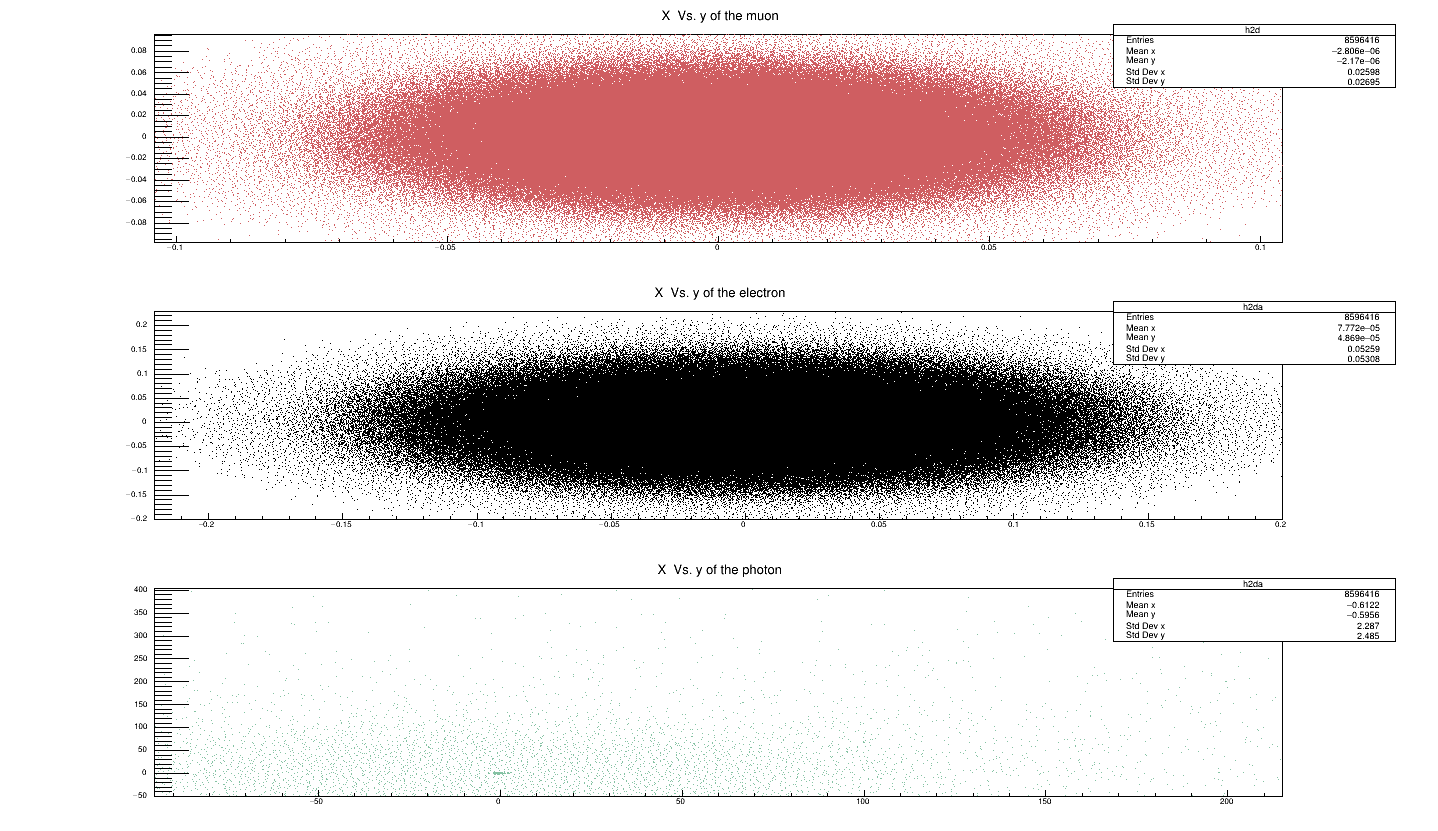 X Vs. y of the muon
h2d
Entries 8596416
Mean x −2.806e−06
Mean y −2.17e−06
Std Dev x 0.02598
Std Dev y 0.02695
0.08
0.06
0.04
0.02
0
−0.02
−0.04
−0.06
−0.08
−0.1 −0.05 0 0.05 0.1
X Vs. y of the electron
h2da
Entries 8596416
Mean x 7.772e−05
Mean y 4.869e−05
Std Dev x 0.05259
Std Dev y 0.05308
0.2
0.15
0.1
0.05
0
−0.05
−0.1
−0.15
−0.2
−0.2 −0.15 −0.1 −0.05 0 0.05 0.1 0.15 0.2
X Vs. y of the photon
h2da
Entries 8596416
Mean x −0.6122
Mean y −0.5956
Std Dev x 2.287
Std Dev y 2.485
400
350
300
250
200
150
100
50
0
−50
−50 0 50 100 150 200